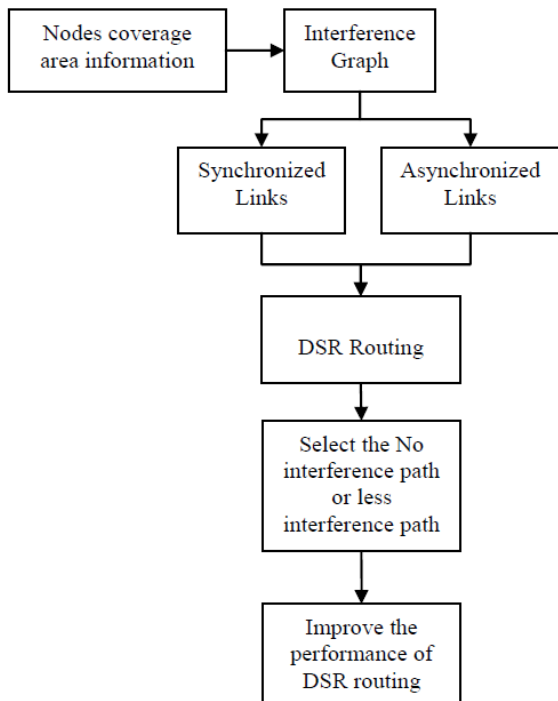 Nodes coverage
area information
Interference
Graph
Synchronized
Links
Asynchronized
Links
DSR Routing
Select the No
interference path
or less
interference path
Improve the
performance of
DSR routing